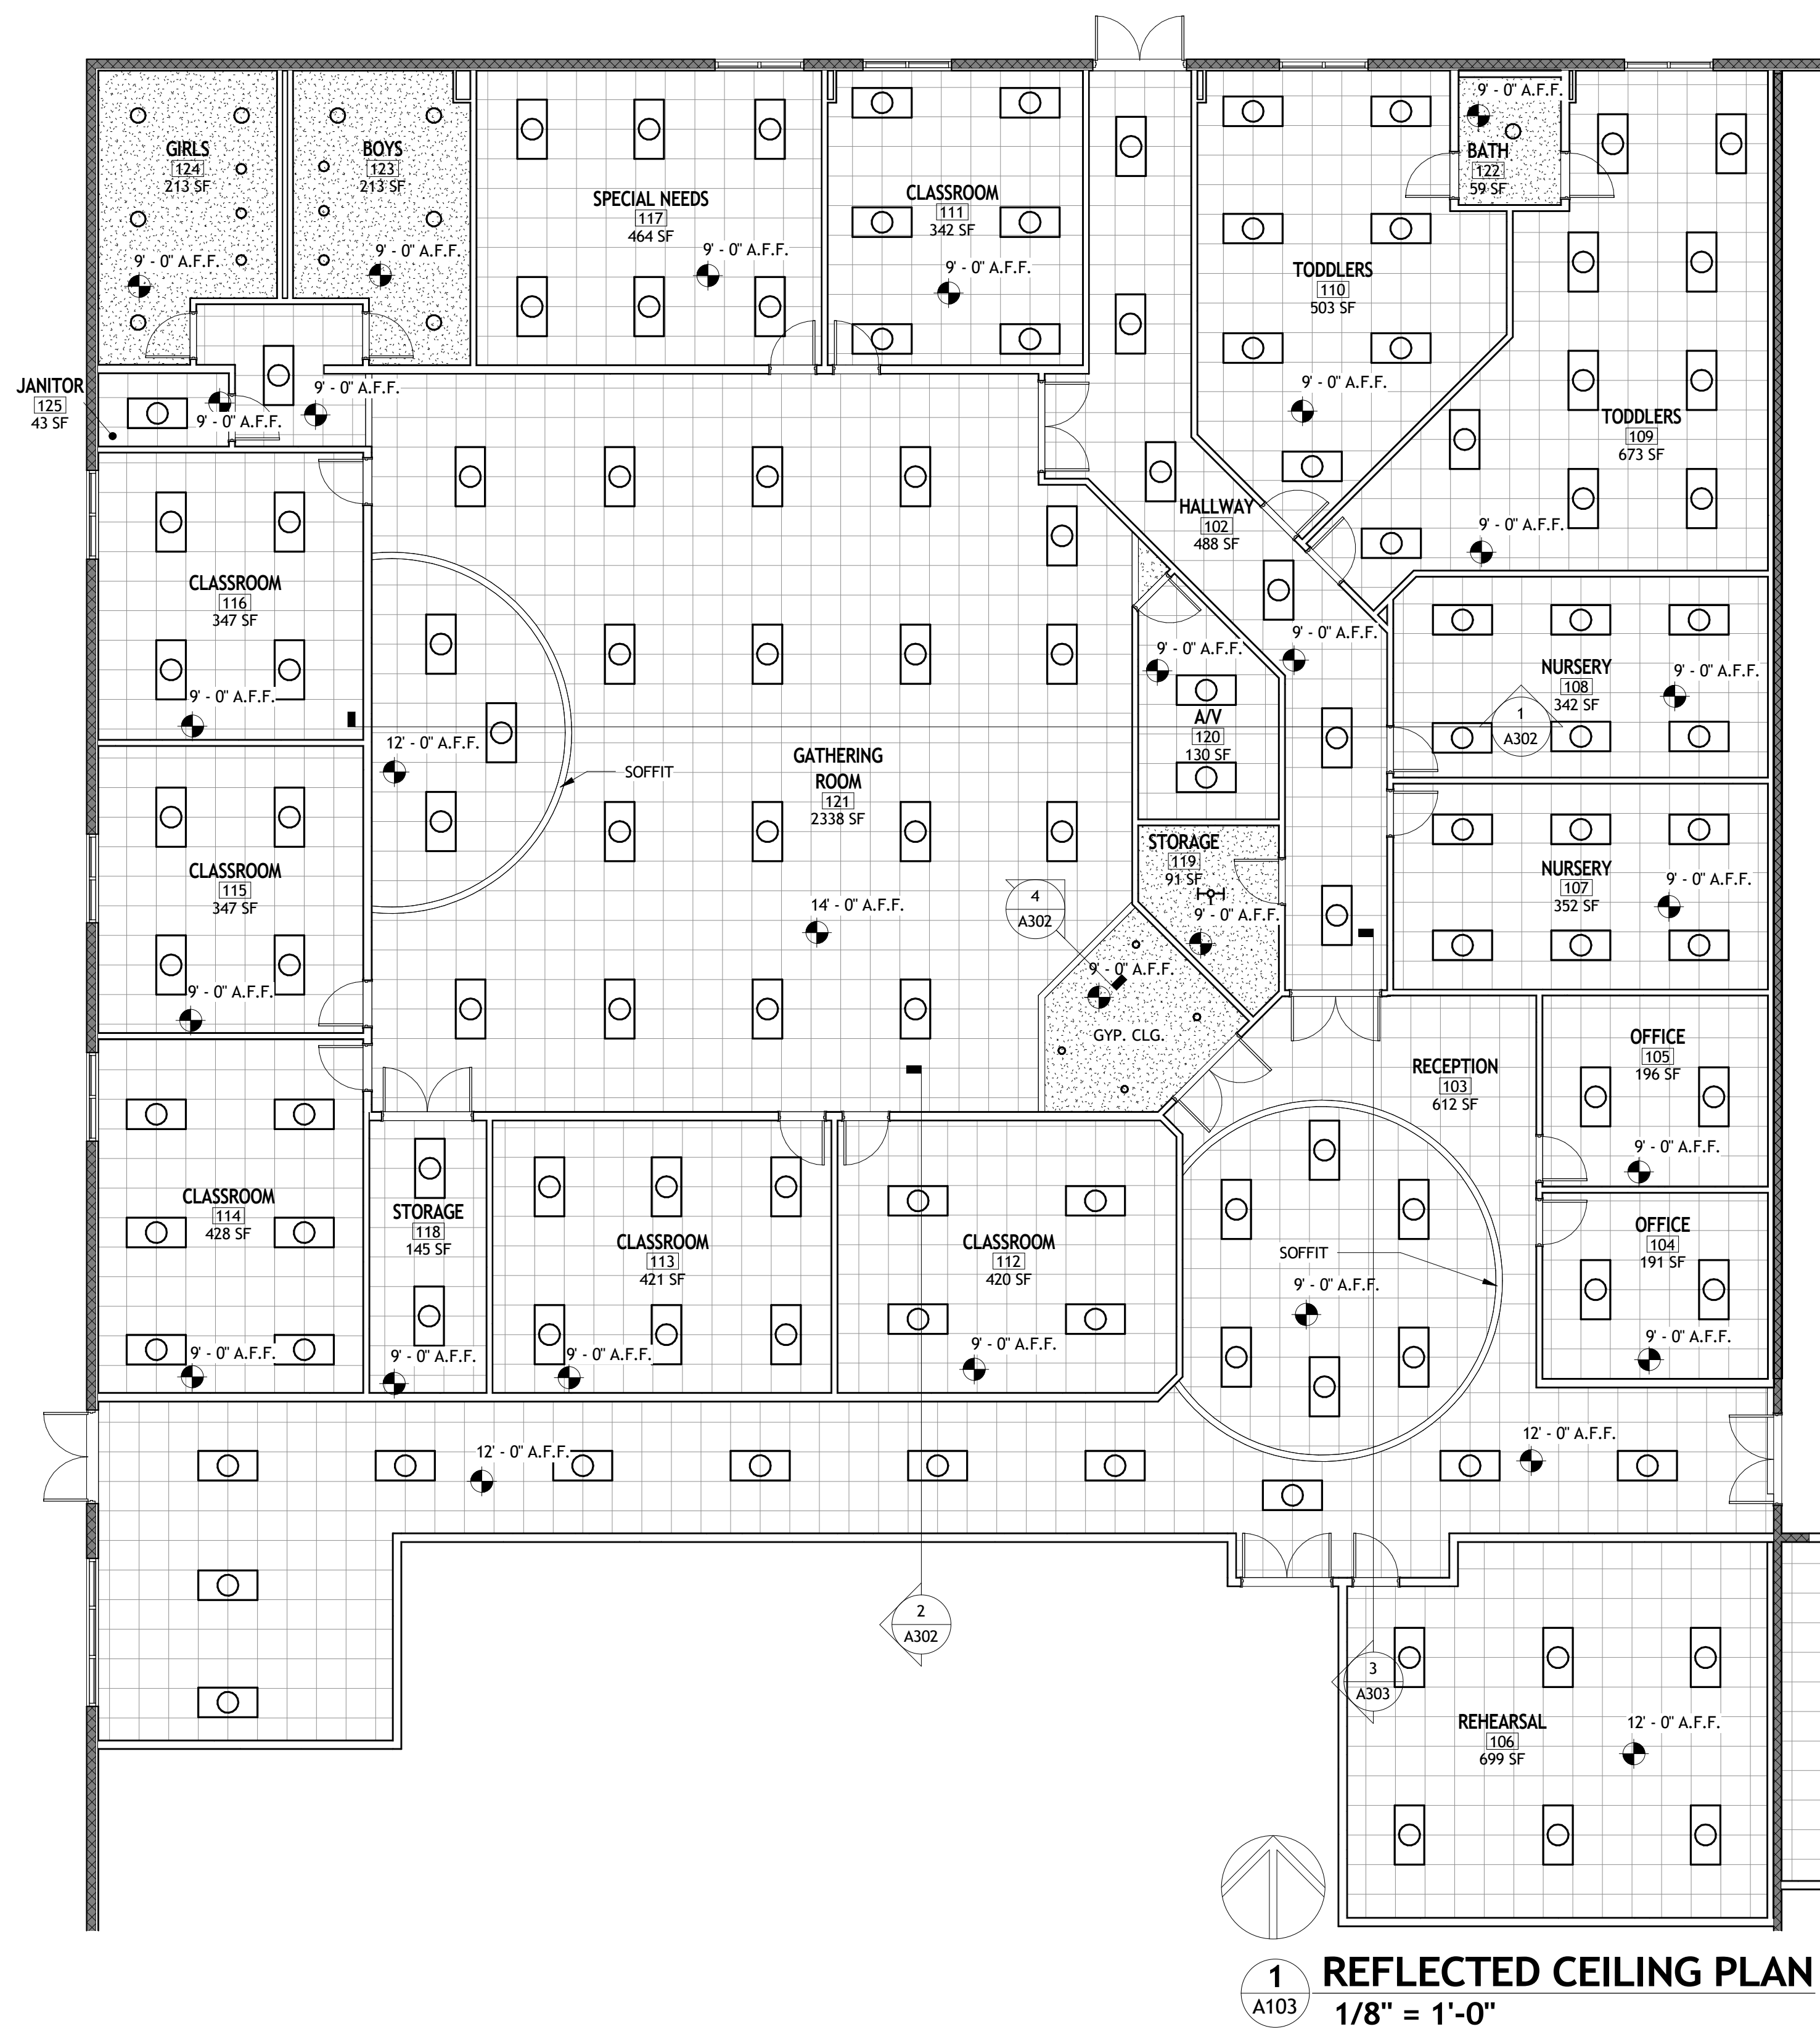 GIRLS
124
213 SF
9' - 0" A.F.F.
BOYS
123
213 SF
9' - 0" A.F.F.
SPECIAL NEEDS
117
464 SF
9' - 0" A.F.F.
CLASSROOM
111
342 SF
9' - 0" A.F.F.
TODDLERS
110
503 SF
9' - 0" A.F.F.
9' - 0" A.F.F.
BATH
122
59 SF
TODDLERS
109
673 SF
9' - 0" A.F.F.
JANITOR
125
43 SF
9' - 0" A.F.F.
9' - 0" A.F.F.
HALLWAY
102
488 SF
9' - 0" A.F.F.
CLASSROOM
116
347 SF
9' - 0" A.F.F.
12' - 0" A.F.F.
SOFFIT
GATHERING
ROOM
121
2338 SF
14' - 0" A.F.F.
9' - 0" A.F.F.
A/V
120
130 SF
NURSERY
108
342 SF
9' - 0" A.F.F.
1
A302
CLASSROOM
115
347 SF
9' - 0" A.F.F.
STORAGE
119
91 SF
9' - 0" A.F.F.
4
A302
9' - 0" A.F.F.
GYP. CLG.
NURSERY
107
352 SF
9' - 0" A.F.F.
RECEPTION
103
612 SF
OFFICE
105
196 SF
9' - 0" A.F.F.
CLASSROOM
114
428 SF
9' - 0" A.F.F.
STORAGE
118
145 SF
9' - 0" A.F.F.
CLASSROOM
113
421 SF
9' - 0" A.F.F.
CLASSROOM
112
420 SF
9' - 0" A.F.F.
SOFFIT
9' - 0" A.F.F.
OFFICE
104
191 SF
9' - 0" A.F.F.
12' - 0" A.F.F.
12' - 0" A.F.F.
2
A302
3
A303
REHEARSAL
106
699 SF
12' - 0" A.F.F.
1
A103
REFLECTED CEILING PLAN
1/8" = 1'-0"